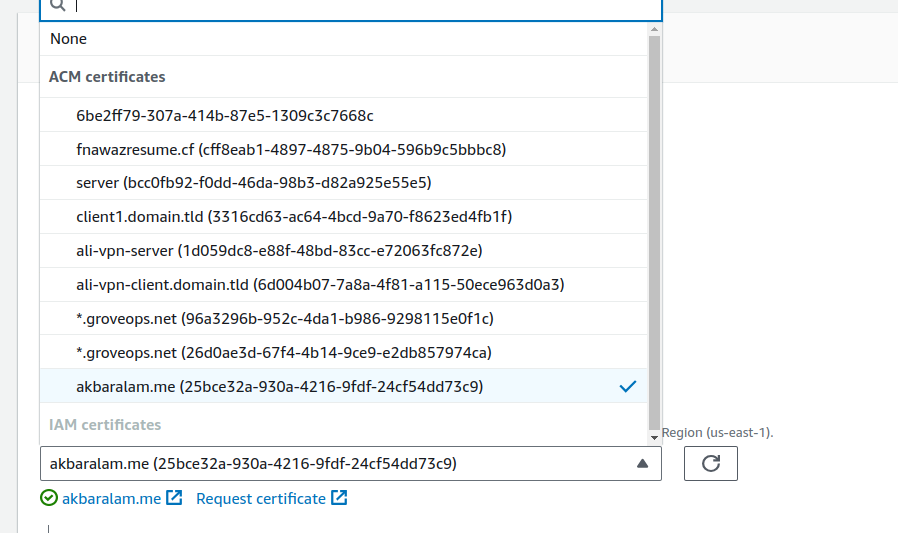 None
ACM certificates
6be2ff79-307a-414b-87e5-1309c3c7668c
fnawazresume.cf (cff8eab1-4897-4875-9b04-596b9c5bbbc8)
server (bcc0fb92-f0dd-46da-98b3-d82a925e55e5)
client1.domain.tld (3316cd63-ac64-4bcd-9a70-f8623ed4fb1f)
ali-vpn-server (1d059dc8-e88f-48bd-83cc-e72063fc872e)
ali-vpn-client.domain.tld (6d004b07-7a8a-4f81-a115-50ece963d0a3)
*.groveops.net (96a3296b-952c-4da1-b986-9298115e0f1c)
*.groveops.net (26d0ae3d-67f4-4b14-9ce9-e2db857974ca)
akbaralam.me (25bce32a-930a-4216-9fdf-24cf54dd73c9)
IAM certificates
Region (us-east-1).
akbaralam.me (25bce32a-930a-4216-9fdf-24cf54dd73c9)
akbaralam.me Request certificate